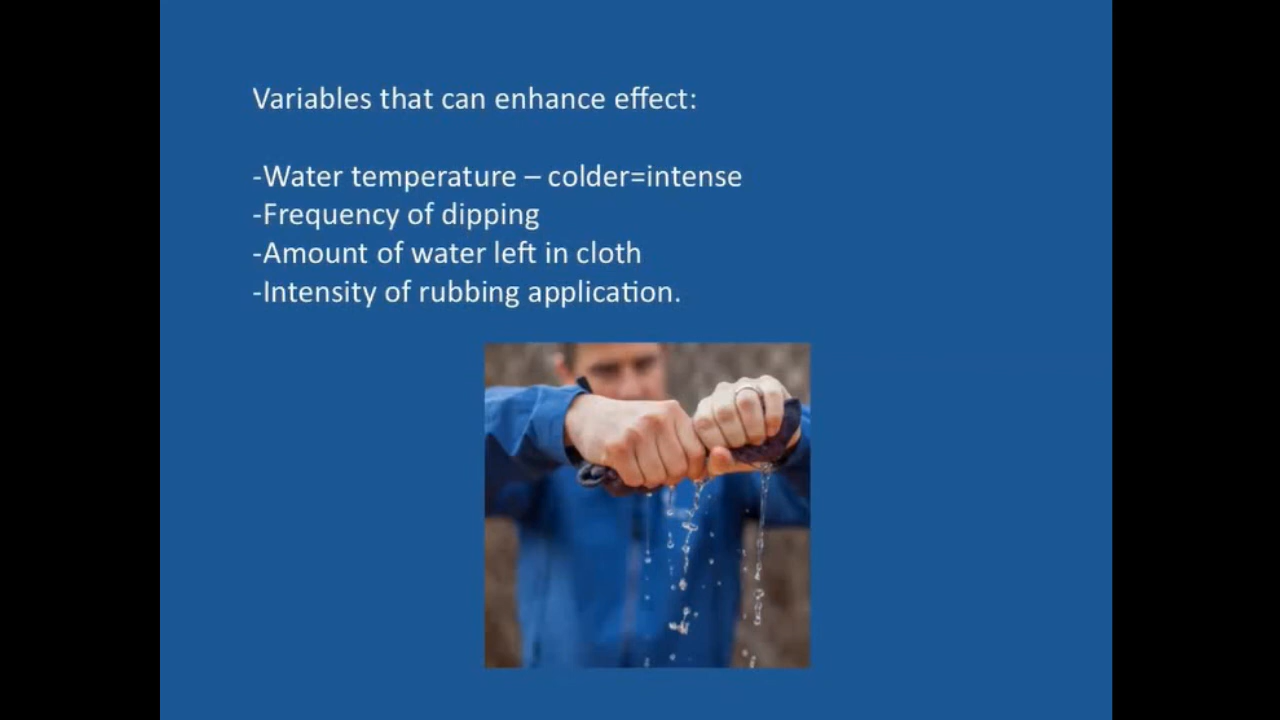 Variables that can enhance effect:
-Water temperature – colder=intense
-Frequency of dipping
-Amount of water left in cloth
-Intensity of rubbing application.